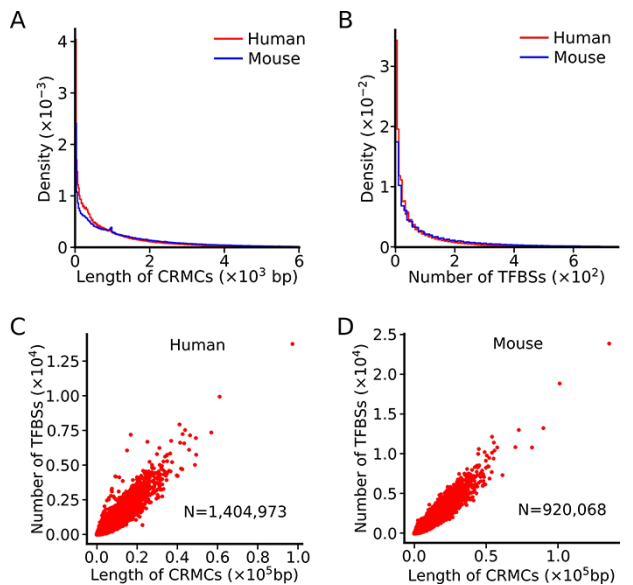 A
Human
Mouse
Density (×10⁻³)
4
3
2
1
0
0 2 4 6
Length of CRMCs (×10³ bp)
B
Human
Mouse
Density (×10⁻²)
3
2
1
0
0 2 4 6
Number of TFBSs (×10²)
C
Human
Number of TFBSs (×10⁴)
1.25
1.00
0.75
0.50
0.25
0.00
N=1,404,973
0.0 0.2 0.4 0.6 0.8 1.0
Length of CRMCs (×10⁵bp)
D
Mouse
Number of TFBSs (×10⁴)
2.5
2.0
1.5
1.0
0.5
0.0
N=920,068
0.0 0.5 1.0
Length of CRMCs (×10⁵bp)